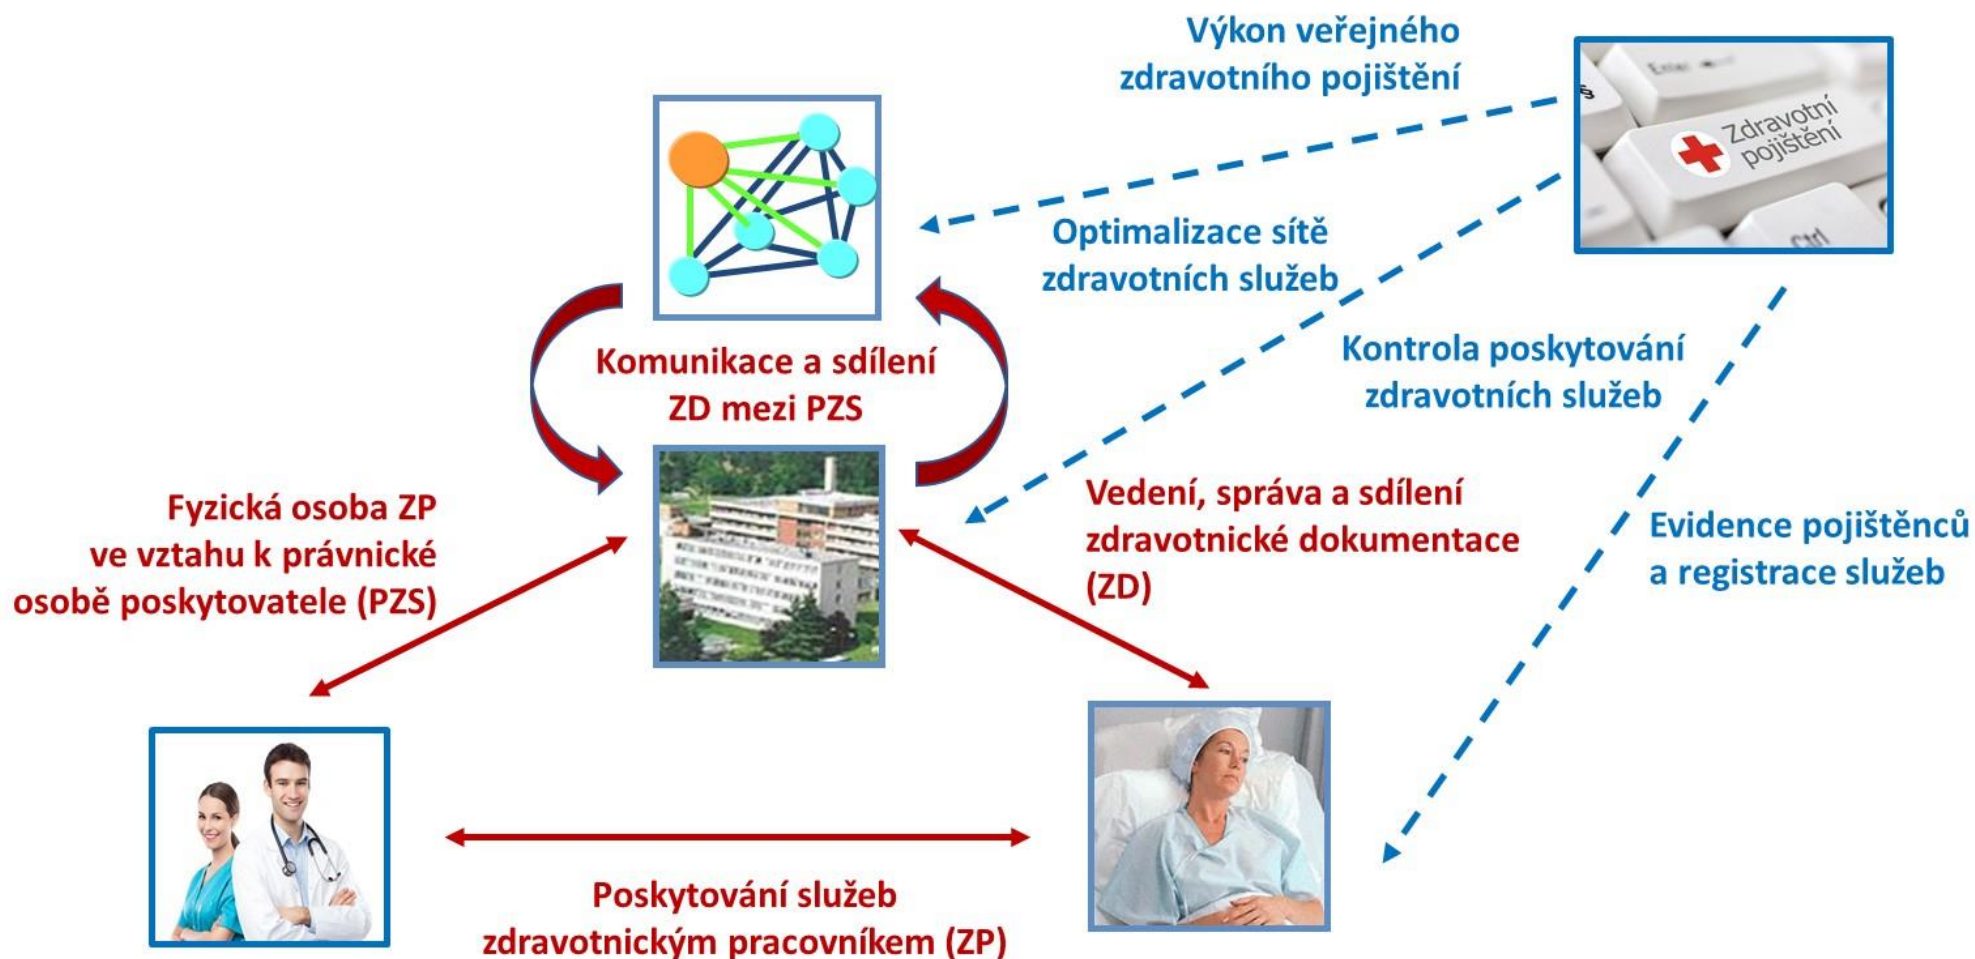 Výkon veřejného
zdravotního pojištění
Enter
§
Zdravotní
pojištění
Ctrl
Optimalizace sítě
zdravotních služeb
Komunikace a sdílení
ZD mezi PZS
Kontrola poskytování
zdravotních služeb
Fyzická osoba ZP
ve vztahu k právnické
osobě poskytovatele (PZS)
Vedení, správa a sdílení
zdravotnické dokumentace
(ZD)
Evidence pojištěnců
a registrace služeb
Poskytování služeb
zdravotnickým pracovníkem (ZP)